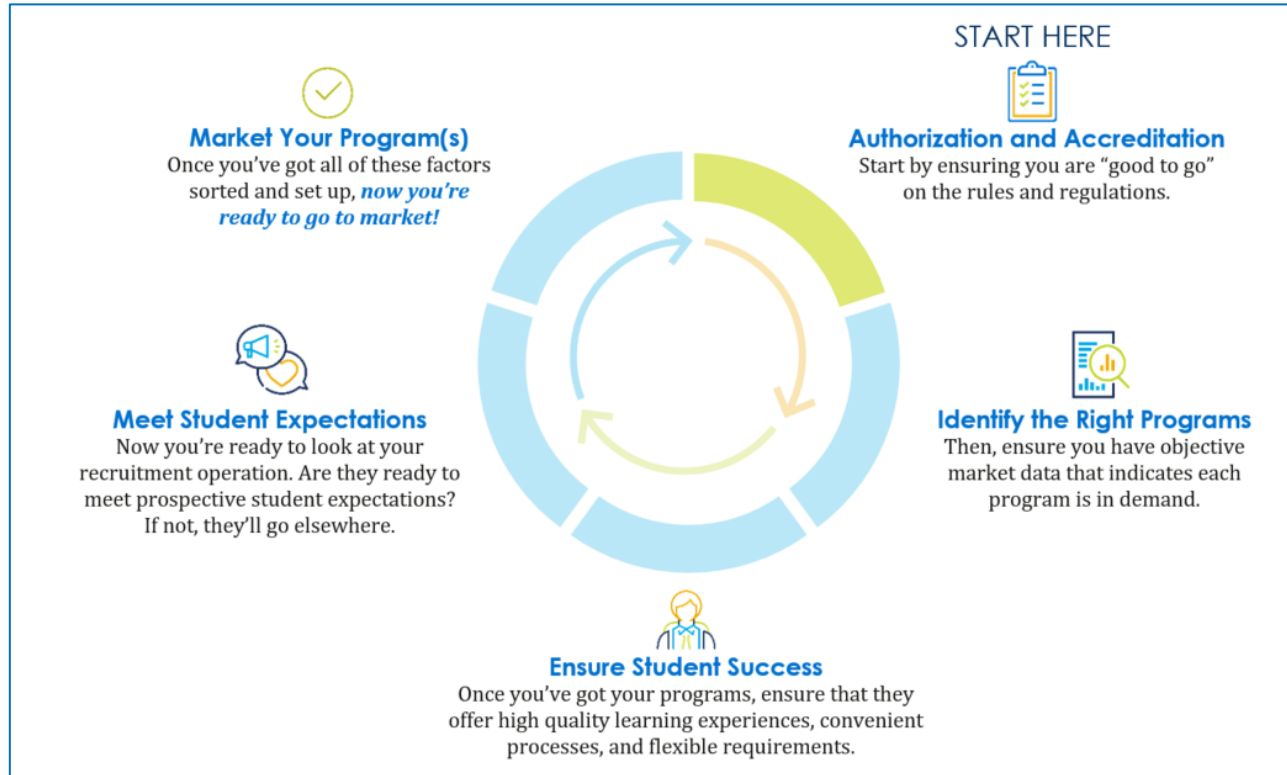 START HERE
Authorization and Accreditation
Start by ensuring you are “good to go”
on the rules and regulations.
Identify the Right Programs
Then, ensure you have objective
market data that indicates each
program is in demand.
Ensure Student Success
Once you’ve got your programs, ensure that they
offer high quality learning experiences, convenient
processes, and flexible requirements.
Meet Student Expectations
Now you’re ready to look at your
recruitment operation. Are they ready to
meet prospective student expectations?
If not, they’ll go elsewhere.
Market Your Program(s)
Once you’ve got all of these factors
sorted and set up, now you’re
ready to go to market!